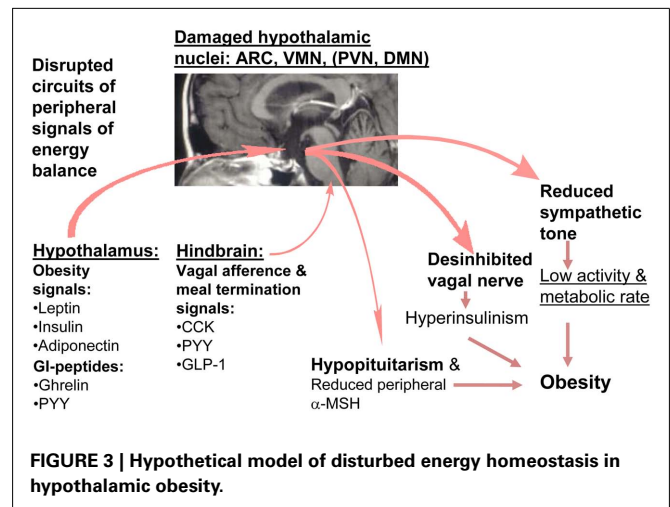 Damaged hypothalamic
nuclei: ARC, VMN, (PVN, DMN)
Disrupted
circuits of
peripheral
signals of
energy
balance
Hypothalamus:
Obesity
signals:
•Leptin
•Insulin
•Adiponectin
GI-peptides:
•Ghrelin
•PYY
Hindbrain:
Vagal afference &
meal termination
signals:
•CCK
•PYY
•GLP-1
Hypopituitarism &
Reduced peripheral
α-MSH
Desinhibited
vagal nerve
Hyperinsulinism
Reduced
sympathetic
tone
Low activity &
metabolic rate
Obesity
FIGURE 3 | Hypothetical model of disturbed energy homeostasis in
hypothalamic obesity.